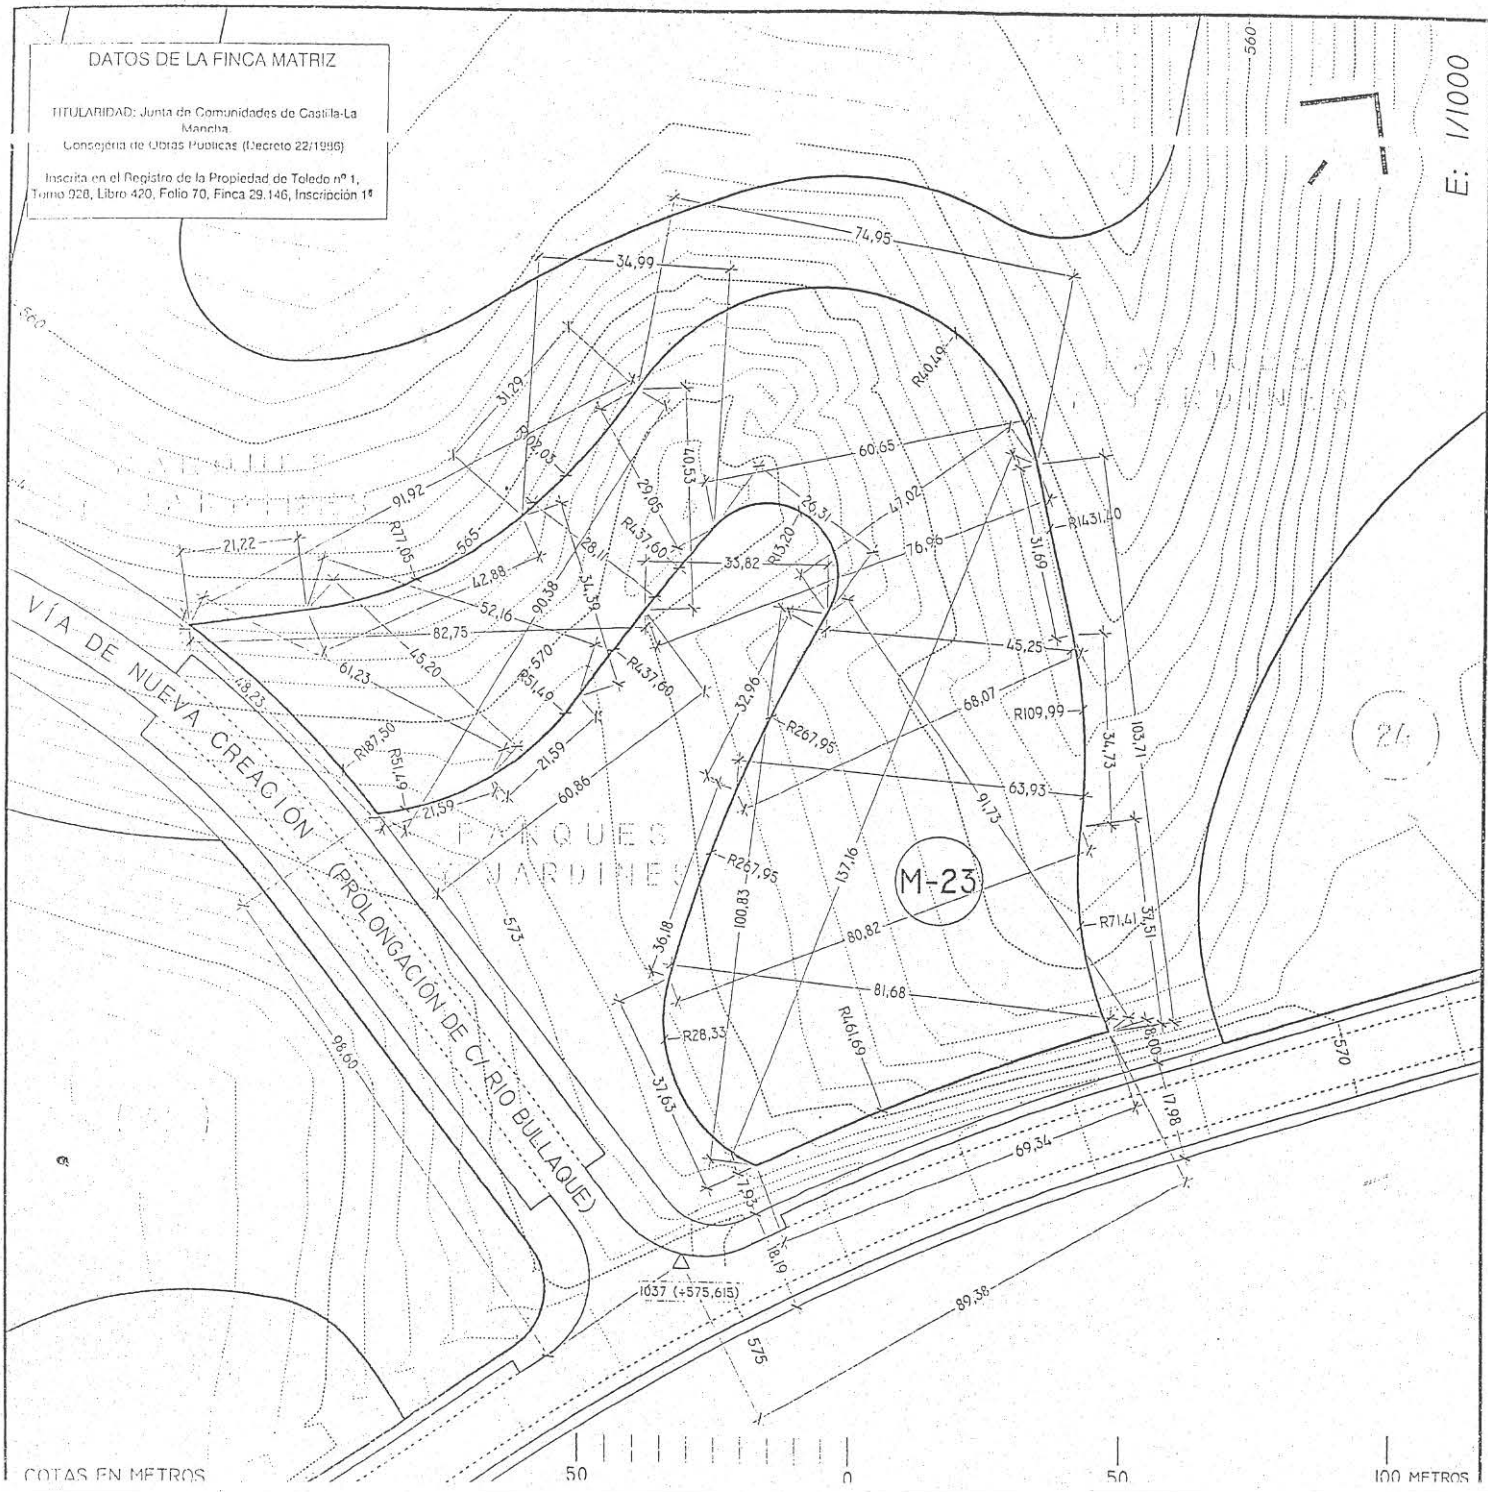 DATOS DE LA FINCA MATRIZ
TITULARIDAD: Junta de Comunidades de Castilla-La
Mancha
Consejería de Obras Públicas (Decreto 22/1986)
Inscrita en el Registro de la Propiedad de Toledo nº 1,
Tomo 928, Libro 420, Folio 70, Finca 29.146, Inscripción 1ª
E: 1/1000
560
560
74,95
34,99
31,29
R40,49
R102,03
91,92
40,53
60,65
29,05
26,31
47,02
R1431,40
21,22
R77,05
565
R437,60
28,11
33,82
R13,20
76,96
31,69
42,88
90,38
34,39
52,16
82,75
45,25
61,23
45,20
570
R51,49
R437,60
32,96
68,07
48,23
R109,99
R267,95
34,73
103,71
24
R187,50
R51,49
21,59
21,59
60,86
63,93
91,73
VÍA DE NUEVA CREACIÓN (PROLONGACIÓN DE C/ RIO BULLAQUE)
PARQUES
JARDINES
R267,95
137,16
M-23
573
100,83
36,18
80,82
R71,41
37,51
81,68
R461,69
R28,33
98,60
37,63
8,00
570
17,98
69,34
7,93
18,19
1037 (+575,615)
89,38
575
COTAS EN METROS
50
0
50
100 METROS